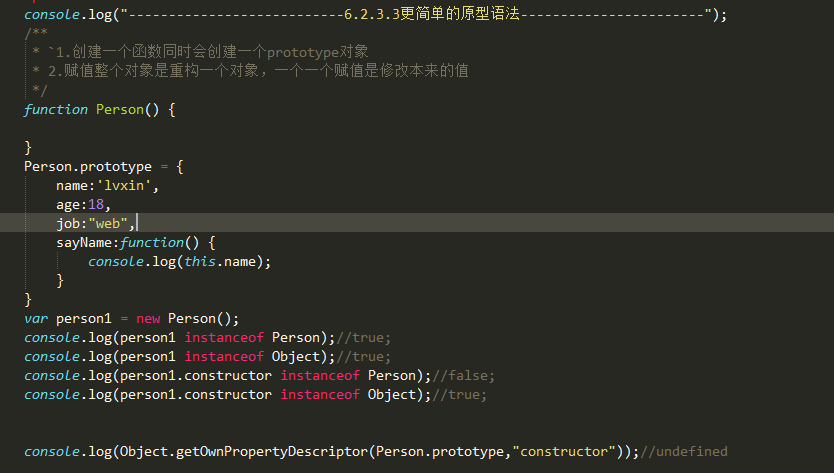 console.log("---------------------------6.2.3.3更简单的原型语法-----------------------");
/**
 * `1.创建一个函数同时会创建一个prototype对象
 * 2.赋值整个对象是重构一个对象，一个一个赋值是修改本来的值
 */
function Person() {
}
Person.prototype = {
    name:'lvxin',
    age:18,
    job:"web",
    sayName:function() {
        console.log(this.name);
    }
}
var person1 = new Person();
console.log(person1 instanceof Person);//true;
console.log(person1 instanceof Object);//true;
console.log(person1.constructor instanceof Person);//false;
console.log(person1.constructor instanceof Object);//true;
console.log(Object.getOwnPropertyDescriptor(Person.prototype,"constructor"));//undefined